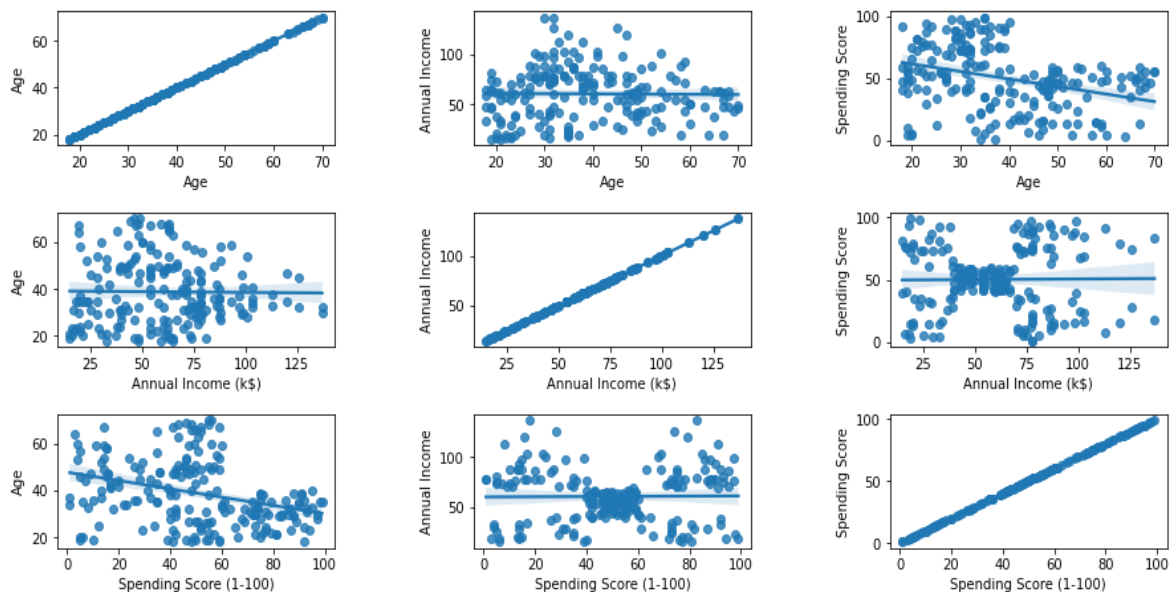 Age
60
40
20
20 30 40 50 60 70
Age
Annual Income
100
50
20 30 40 50 60 70
Age
Spending Score
100
50
0
20 30 40 50 60 70
Age
Age
60
40
20
25 50 75 100 125
Annual Income (k$)
Annual Income
100
50
25 50 75 100 125
Annual Income (k$)
Spending Score
100
50
0
25 50 75 100 125
Annual Income (k$)
Age
60
40
20
0 20 40 60 80 100
Spending Score (1-100)
Annual Income
100
50
0 20 40 60 80 100
Spending Score (1-100)
Spending Score
100
50
0
0 20 40 60 80 100
Spending Score (1-100)